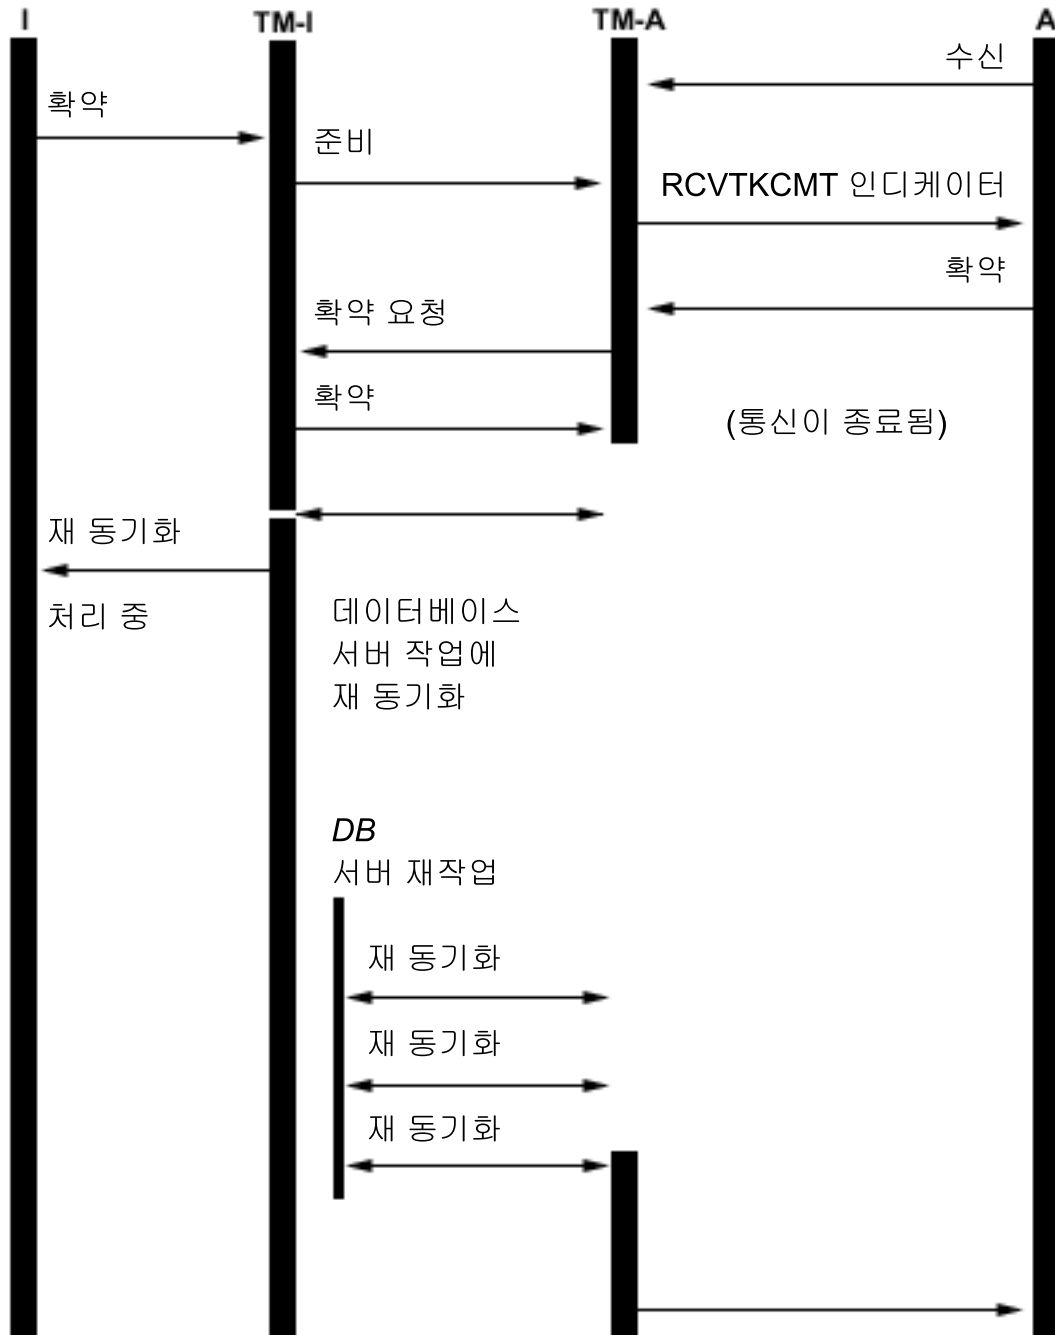 I
TM-I
TM-A
A
수신
확약
준비
RCVTKCMT 인디케이터
확약
확약 요청
확약
(통신이 종료됨)
재 동기화
처리 중
데이터베이스
서버 작업에
재 동기화
DB
서버 재작업
재 동기화
재 동기화
재 동기화